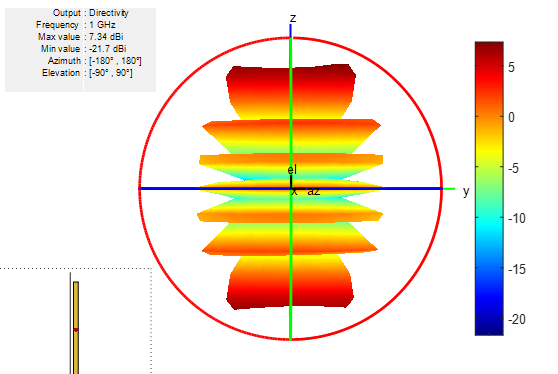 Output : Directivity
Frequency : 1 GHz
Max value : 7.34 dBi
Min value : -21.7 dBi
Azimuth : [-180° , 180°]
Elevation : [-90° , 90°]
z
el
x
az
y
5
0
-5
-10
-15
-20